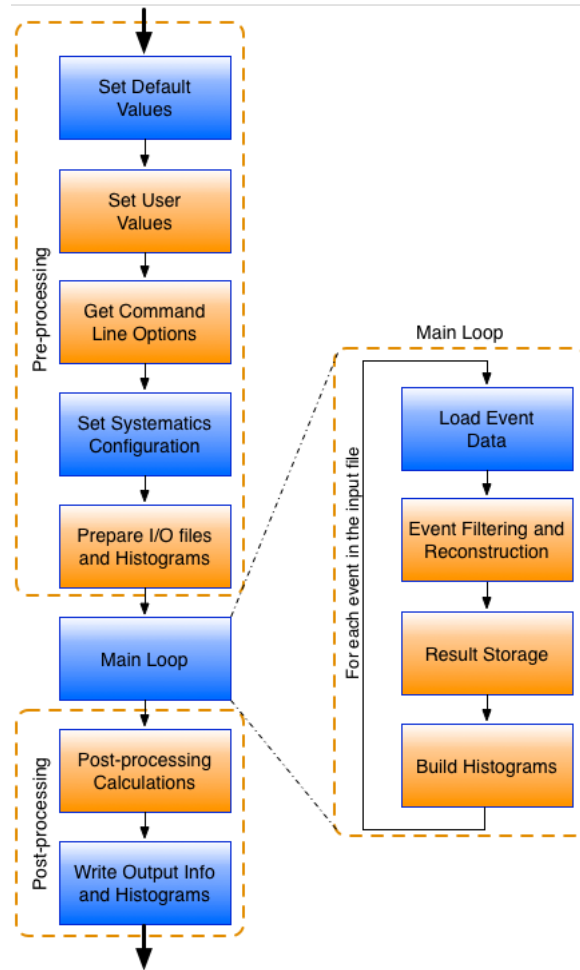 Pre-processing
Set Default
Values
Set User
Values
Get Command
Line Options
Set Systematics
Configuration
Prepare I/O files
and Histograms
Main Loop
Post-processing
Post-processing
Calculations
Write Output Info
and Histograms
Main Loop
For each event in the input file
Load Event
Data
Event Filtering and
Reconstruction
Result Storage
Build Histograms